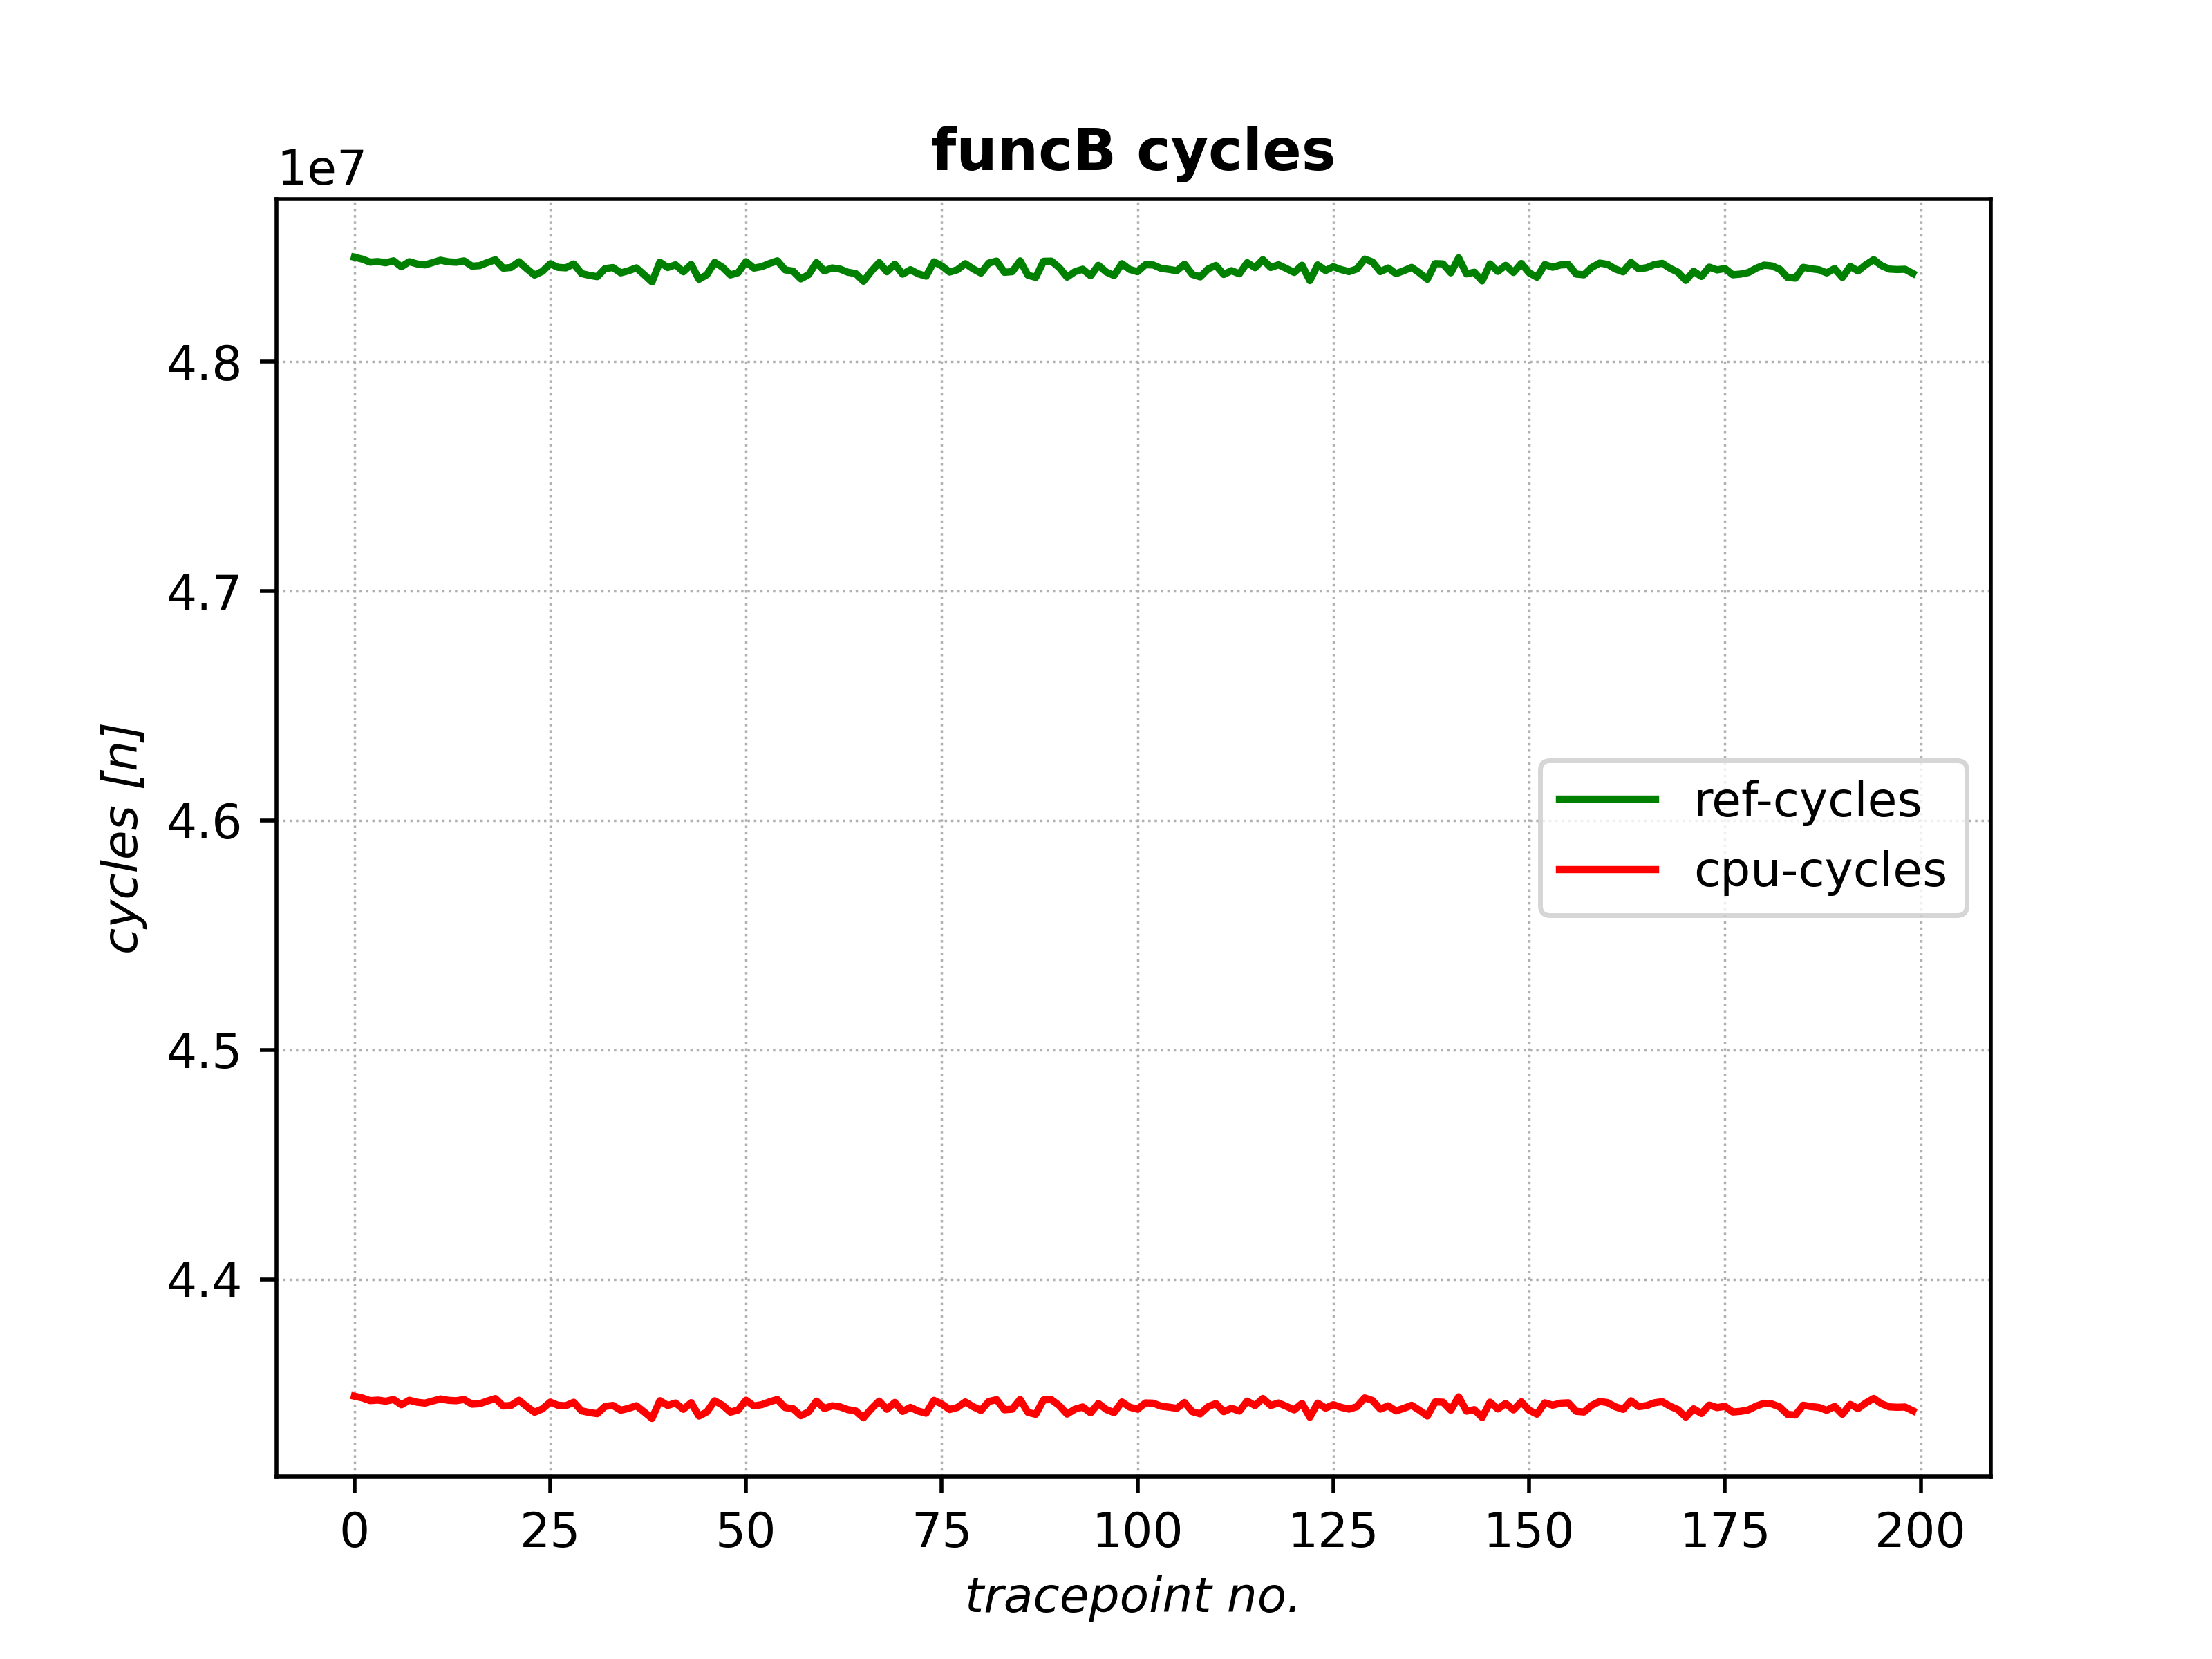 funcB cycles
1e7
4.8
4.7
4.6
4.5
4.4
cycles [n]
ref-cycles
cpu-cycles
0 25 50 75 100 125 150 175 200
tracepoint no.